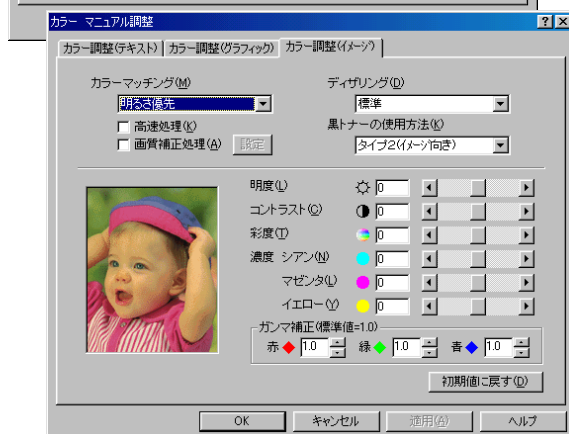 カラー マニュアル調整
カラー調整(テキスト) カラー調整(グラフィック) カラー調整(イメージ)
カラーマッチング(M) ディザリング(D)
明るさ優先 標準
高速処理(K) 黒トナーの使用方法(K)
画質補正処理(A) 設定 タイプ2(イメージ向き)
明度(L) 0
コントラスト(C) 0
彩度(T) 0
濃度 シアン(N) 0
マゼンタ(L) 0
イエロー(Y) 0
ガンマ補正(標準値=1.0)
赤 1.0 緑 1.0 青 1.0
初期値に戻す(D)
OK キャンセル 適用(A) ヘルプ